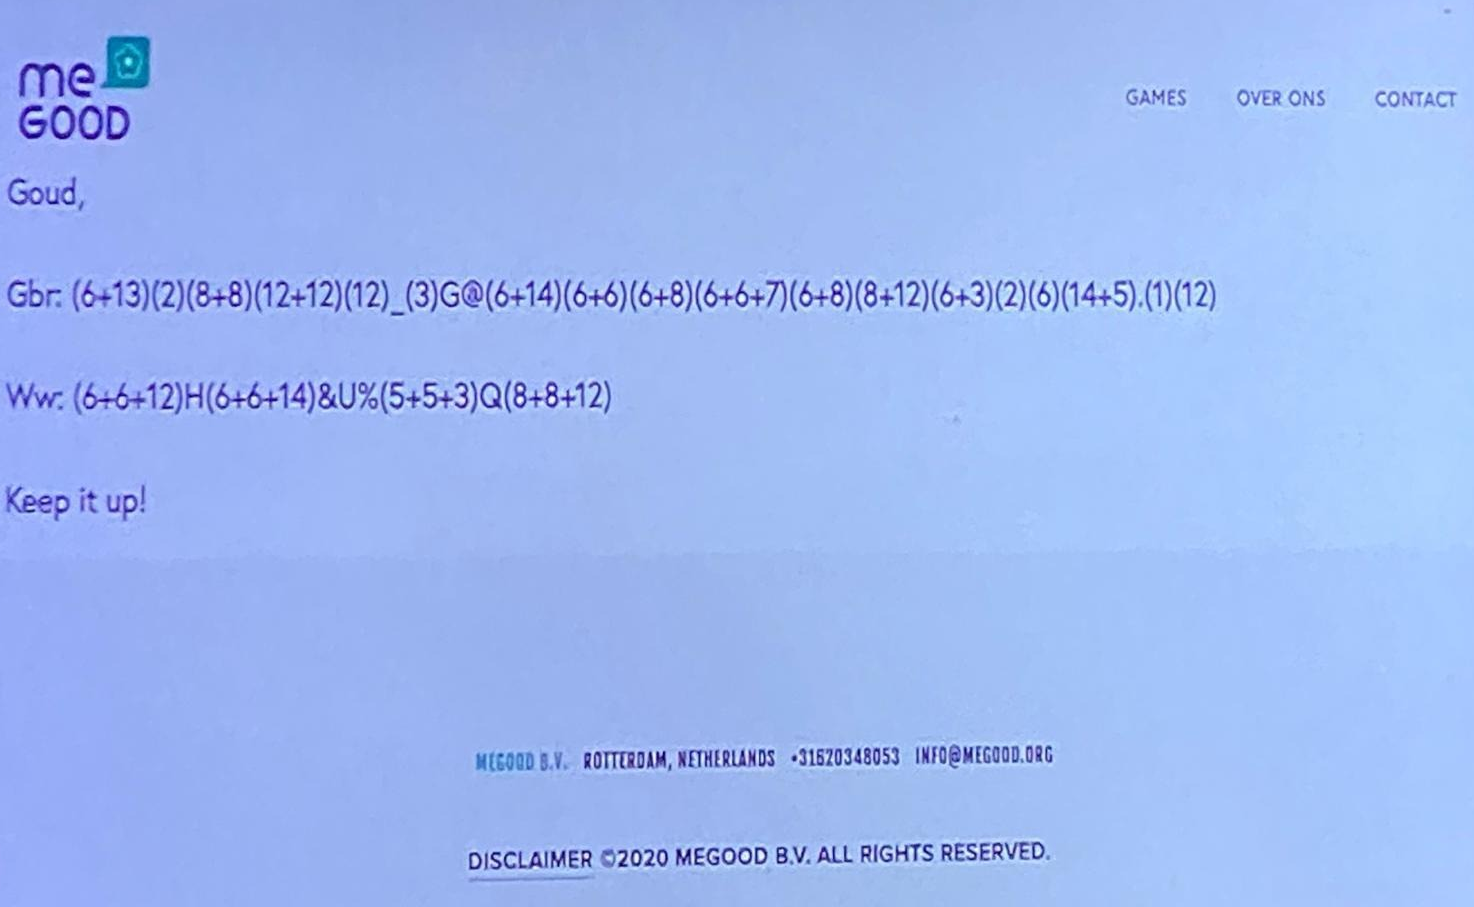 me
GOOD
GAMES OVER ONS CONTACT
Goud,
Gbr: (6+13)(2)(8+8)(12+12)(12)_(3)G@(6+14)(6+6)(6+8)(6+6+7)(6+8)(8+12)(6+3)(2)(6)(14+5).(1)(12)
Ww: (6+6+12)H(6+6+14)&U%(5+5+3)Q(8+8+12)
Keep it up!
MEGOOD B.V. ROTTERDAM, NETHERLANDS +31620348053 INFO@MEGOOD.ORG
DISCLAIMER ©2020 MEGOOD B.V. ALL RIGHTS RESERVED.